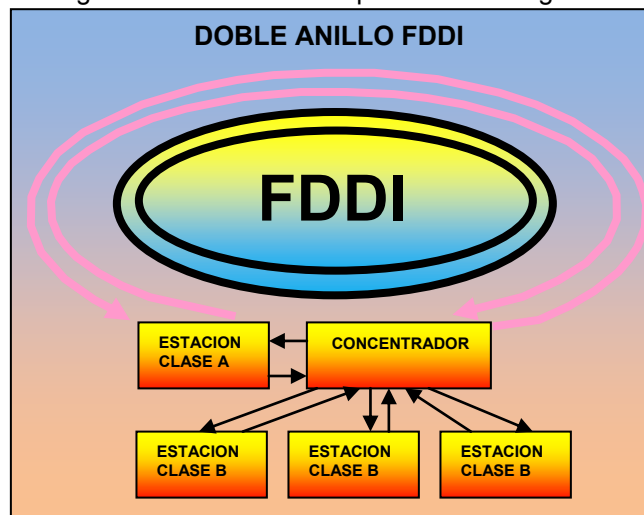 DOBLE ANILLO FDDI
FDDI
ESTACION
CLASE A
CONCENTRADOR
ESTACION
CLASE B
ESTACION
CLASE B
ESTACION
CLASE B